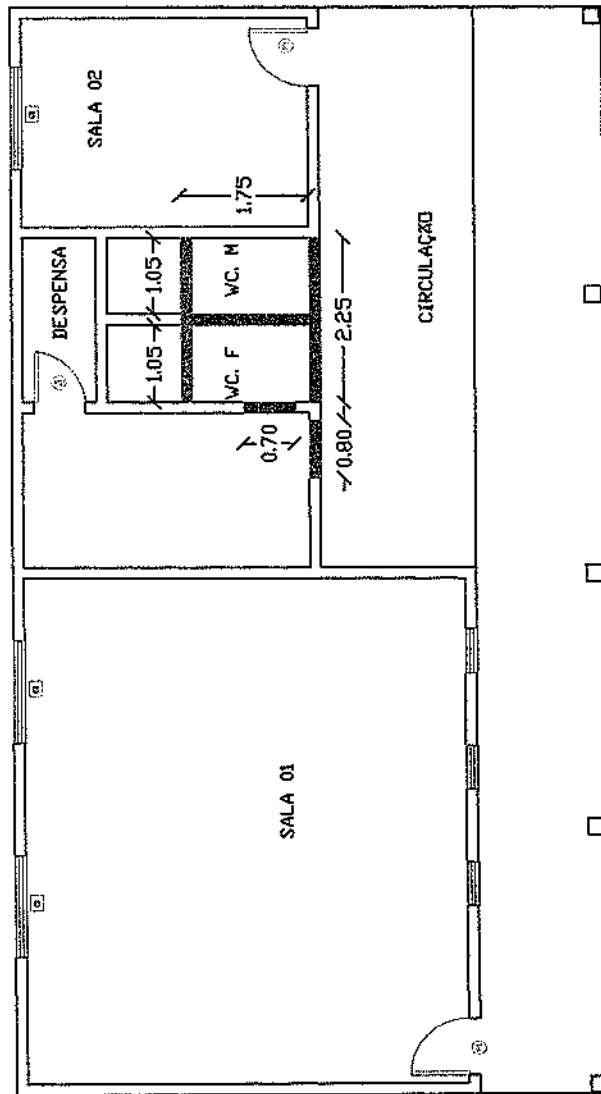 SALA 02
1.75
DESPENSA
1.05
WC. M
1.05
WC. F
2.25
CIRCULAÇÃO
0.70
0.80
SALA 01